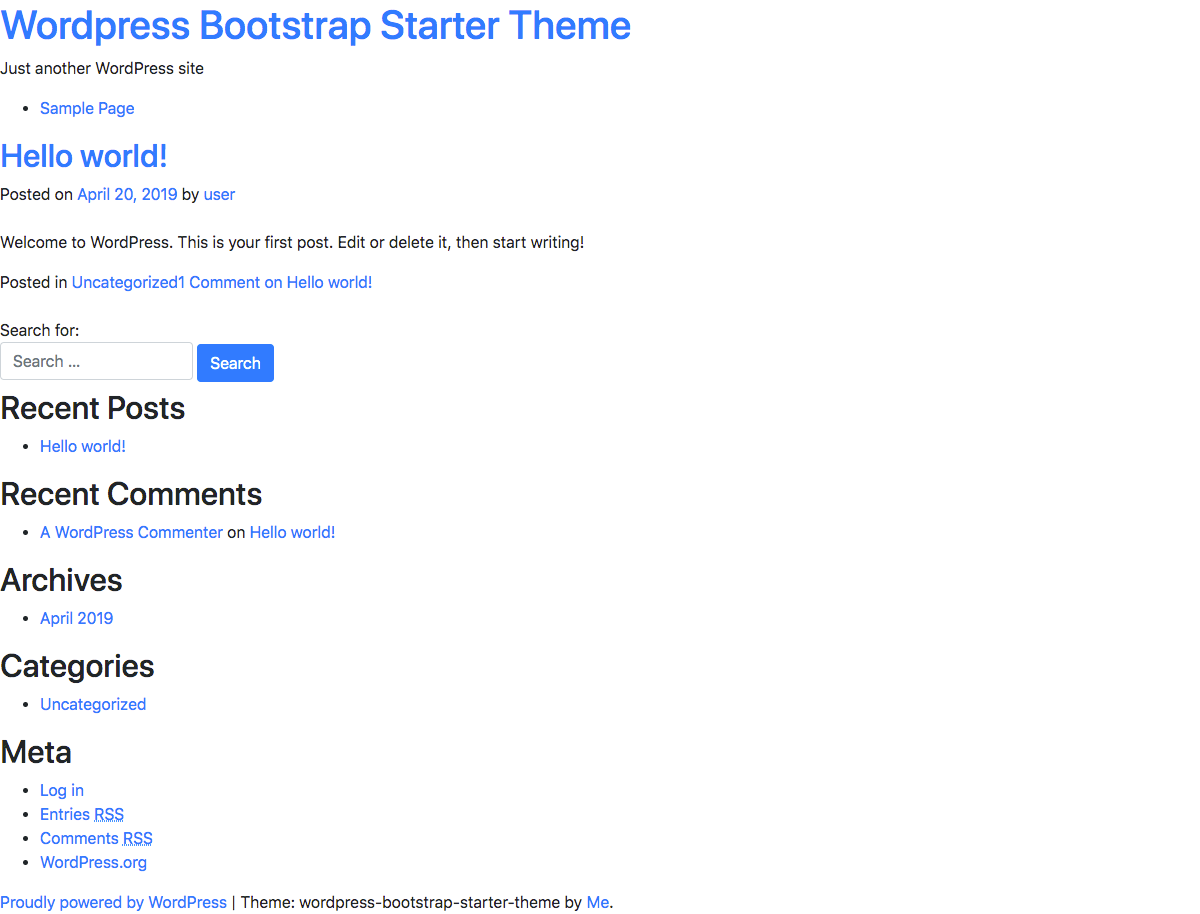 Wordpress Bootstrap Starter Theme
Just another WordPress site
Sample Page
Hello world!
Posted on April 20, 2019 by user
Welcome to WordPress. This is your first post. Edit or delete it, then start writing!
Posted in Uncategorized1 Comment on Hello world!
Search for:
Search ... Search
Recent Posts
Hello world!
Recent Comments
A WordPress Commenter on Hello world!
Archives
April 2019
Categories
Uncategorized
Meta
Log in
Entries RSS
Comments RSS
WordPress.org
Proudly powered by WordPress | Theme: wordpress-bootstrap-starter-theme by Me.